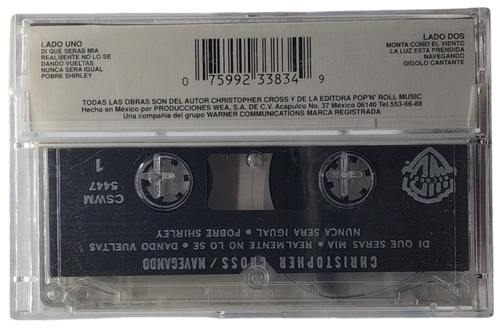 LADO UNO
DI QUE SERAS MIA
REALMENTE NO LO SE
DANDO VUELTAS
NUNCA SERA IGUAL
POBRE SHIRLEY
0 75992 33834 9
LADO DOS
MONTA COMO EL VIENTO
LA LUZ ESTA PRENDIDA
NAVEGANDO
GIGOLO CANTANTE
TODAS LAS OBRAS SON DEL AUTOR CHRISTOPHER CROSS Y DE LA EDITORA POP'N' ROLL MUSIC
Hecho en México por PRODUCCIONES WEA, S.A. DE C.V. Acapulco No. 37 México 06140 Tel.553-66-88
Una compañia del grupo WARNER COMMUNICATIONS MARCA REGISTRADA
CHRISTOPHER CROSS / NAVEGANDO
DI QUE SERAS MIA • REALMENTE NO LO SE • DANDO VUELTAS
NUNCA SERA IGUAL • POBRE SHIRLEY
CSWM
5447
1
RECORDS